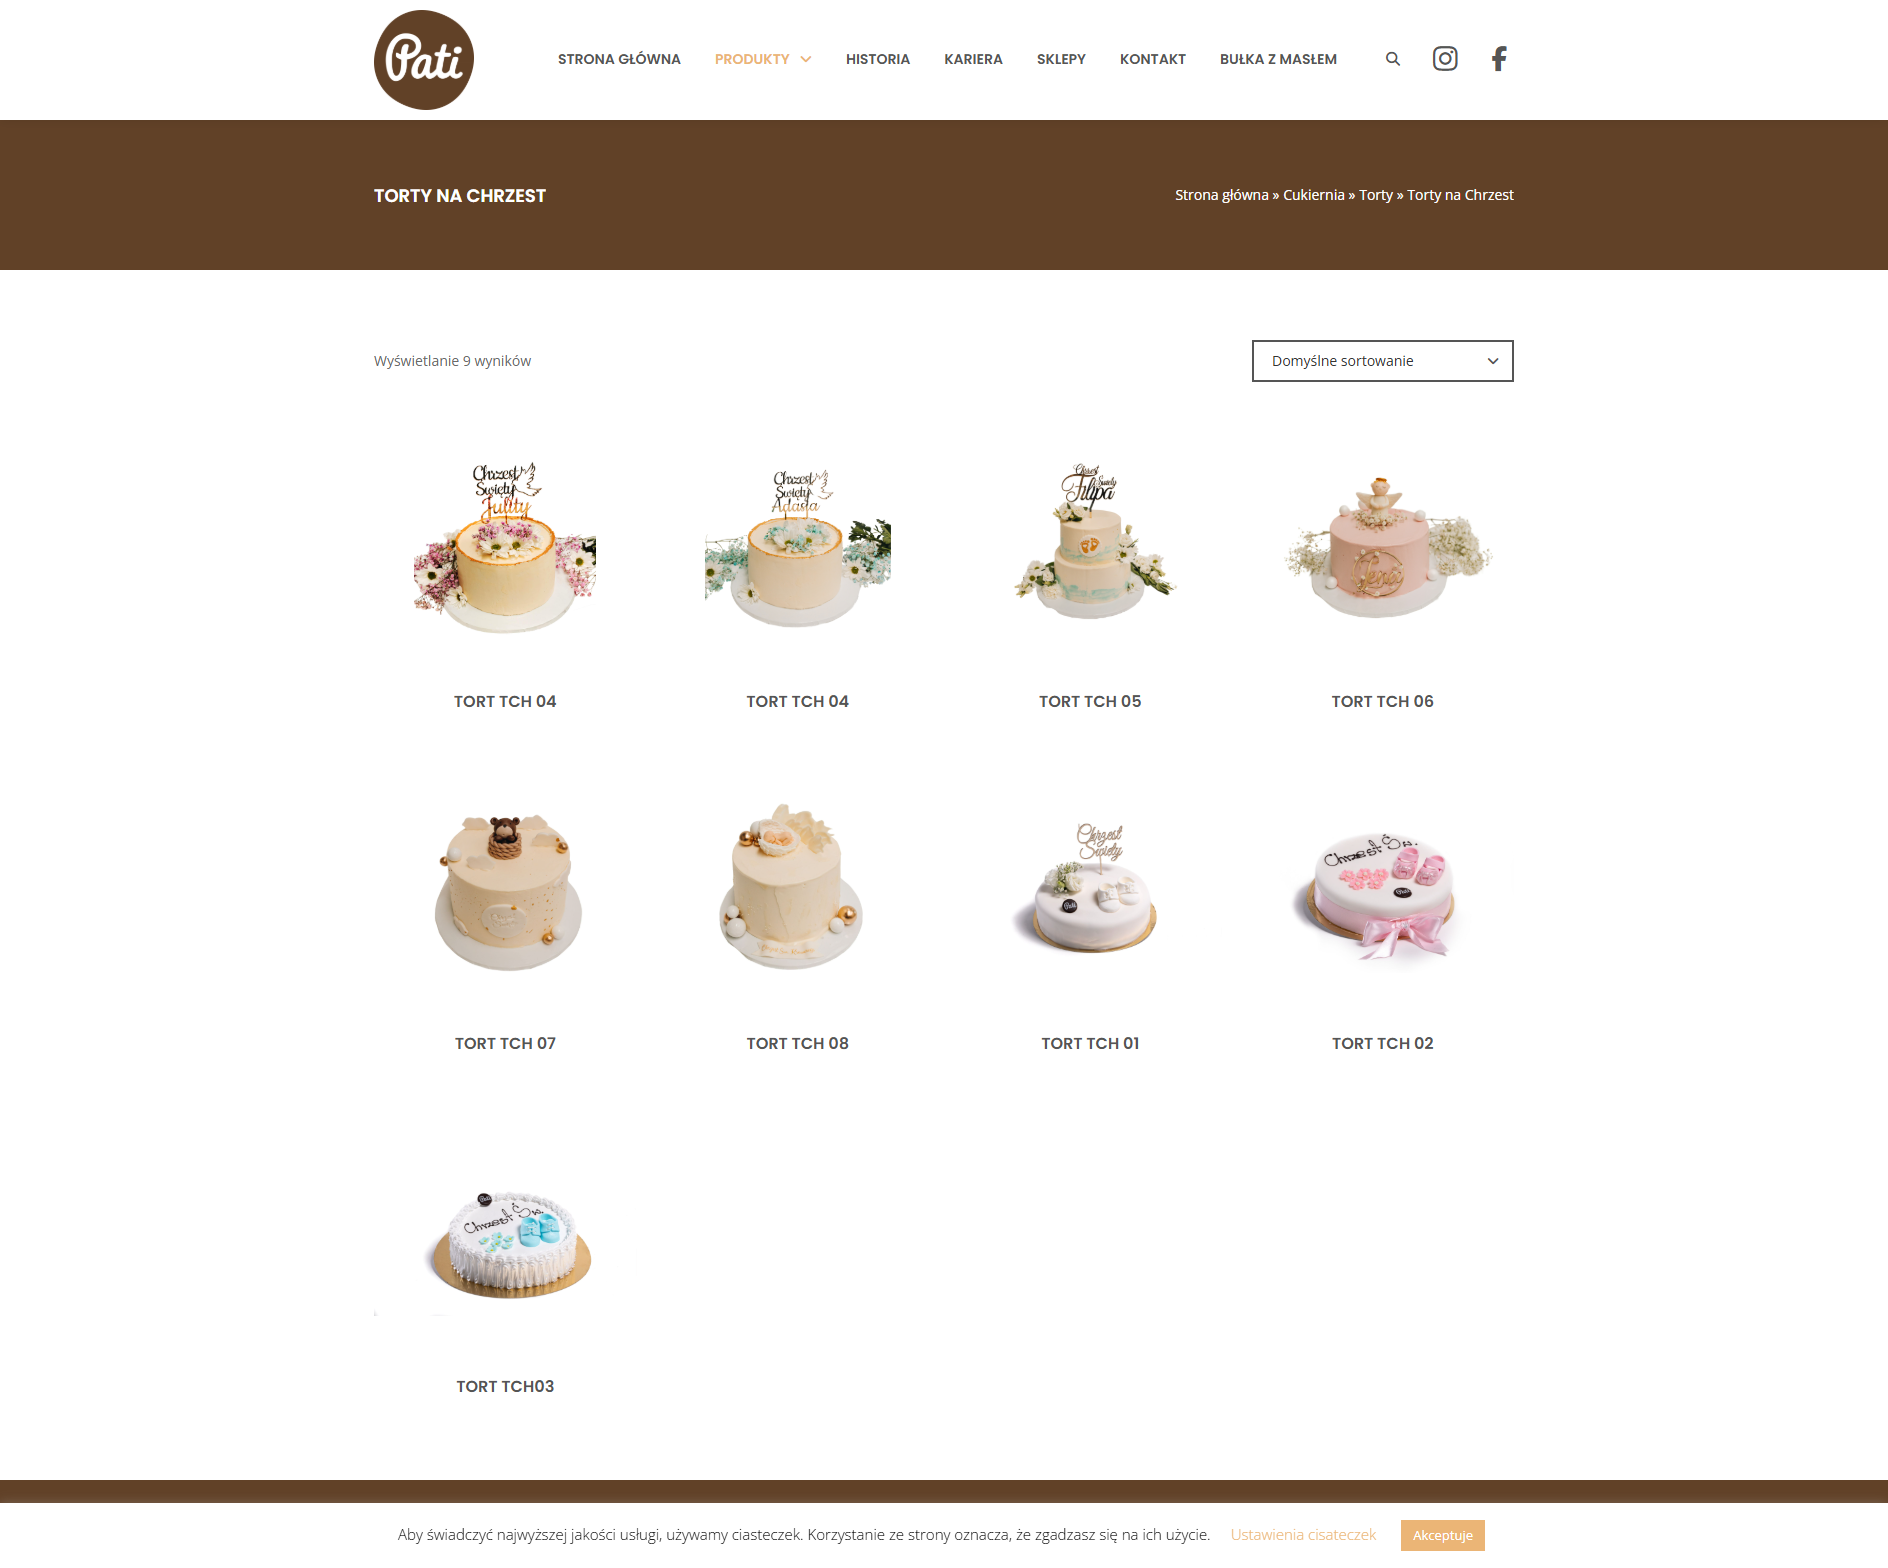 Pati
STRONA GŁÓWNA PRODUKTY HISTORIA KARIERA SKLEPY KONTAKT BUŁKA Z MASŁEM
TORTY NA CHRZEST
Strona główna » Cukiernia » Torty » Torty na Chrzest
Wyświetlanie 9 wyników
Domyślne sortowanie
Chrzest
Święty
Julity
Chrzest
Święty
Adasia
Chrzest
Święty
Filipa
TORT TCH 04
TORT TCH 04
TORT TCH 05
TORT TCH 06
Chrzest
Święty
Pati
Chrzest Św.
Pati
TORT TCH 07
TORT TCH 08
TORT TCH 01
TORT TCH 02
Pati
Chrzest Św.
TORT TCH03
Aby świadczyć najwyższej jakości usługi, używamy ciasteczek. Korzystanie ze strony oznacza, że zgadzasz się na ich użycie. Ustawienia cisateczek Akceptuje